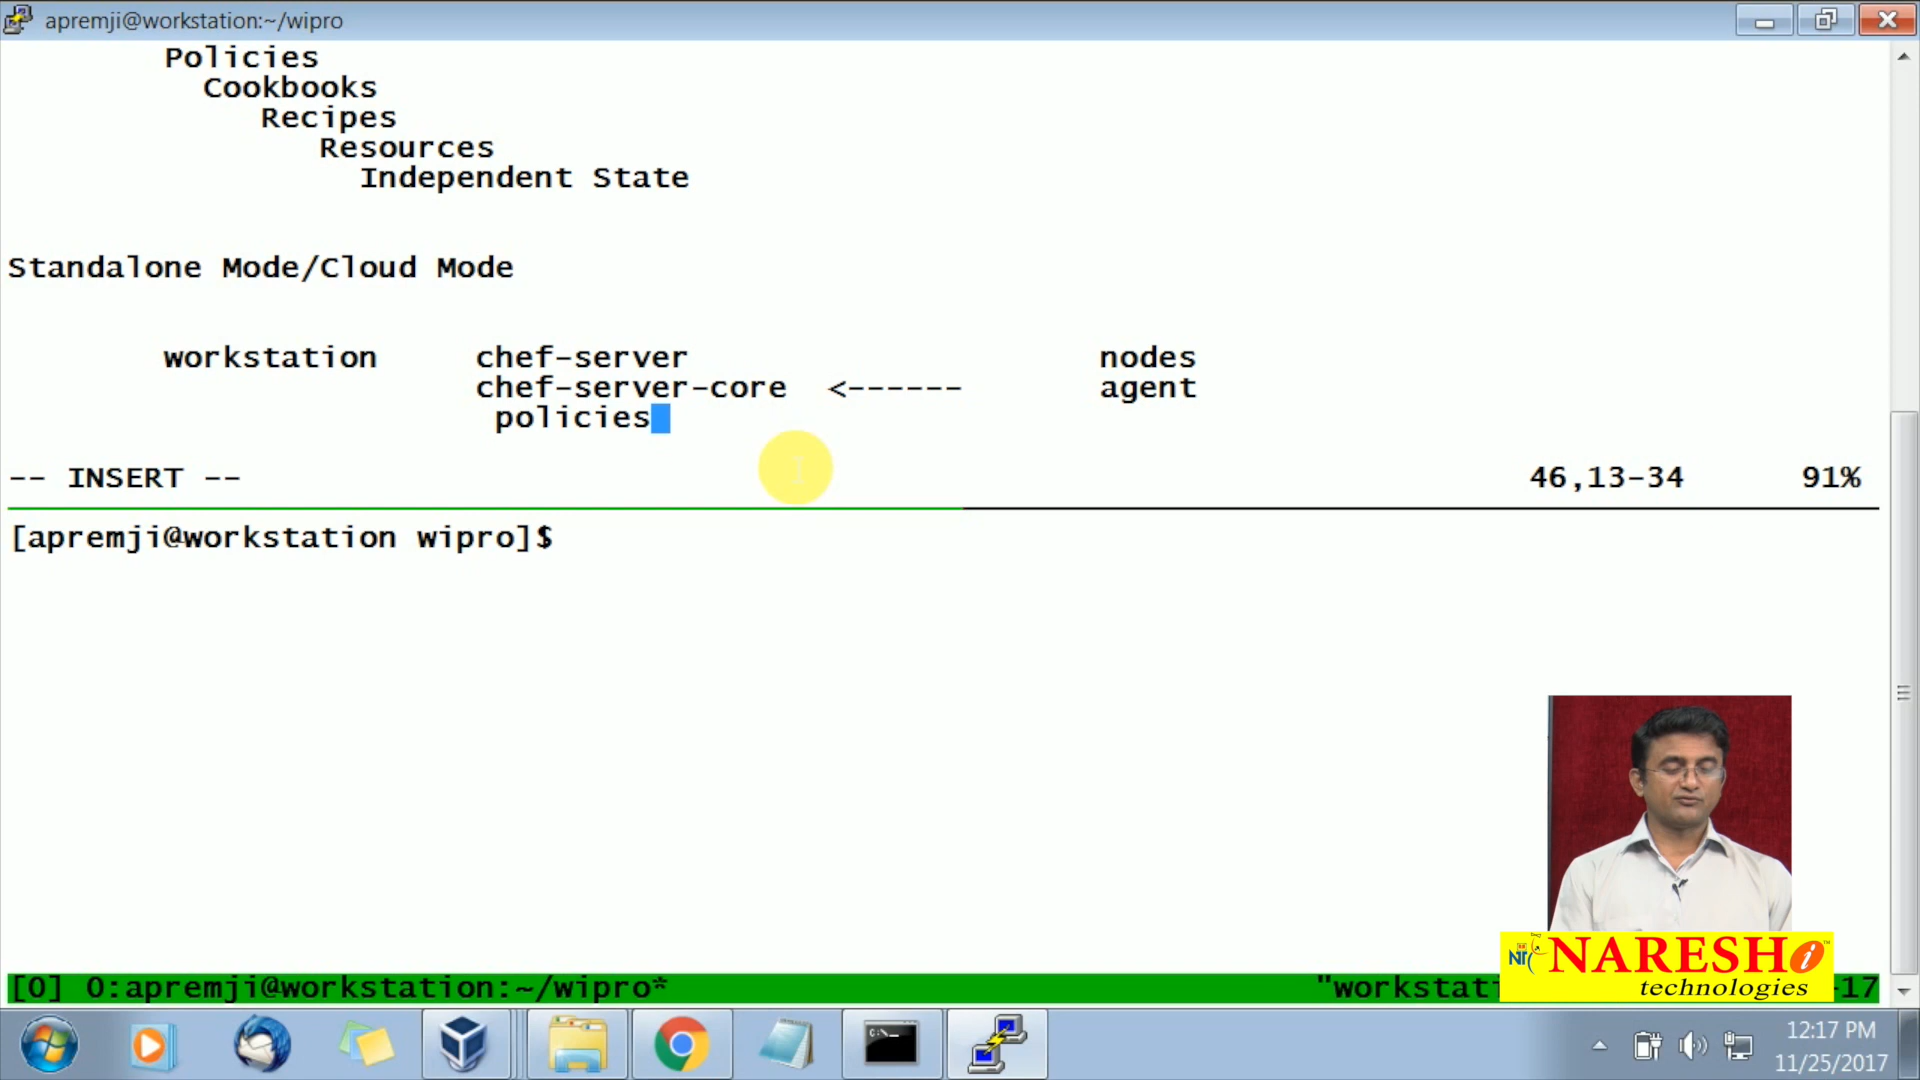 apremji@workstation:~/wipro
Policies
Cookbooks
Recipes
Resources
Independent State
Standalone Mode/Cloud Mode
workstation chef-server nodes
chef-server-core <------ agent
policies
-- INSERT -- 46,13-34 91%
[apremji@workstation wipro]$
NARESH i
technologies
[0] 0:apremji@workstation:~/wipro* "workstati -17
12:17 PM
11/25/2017